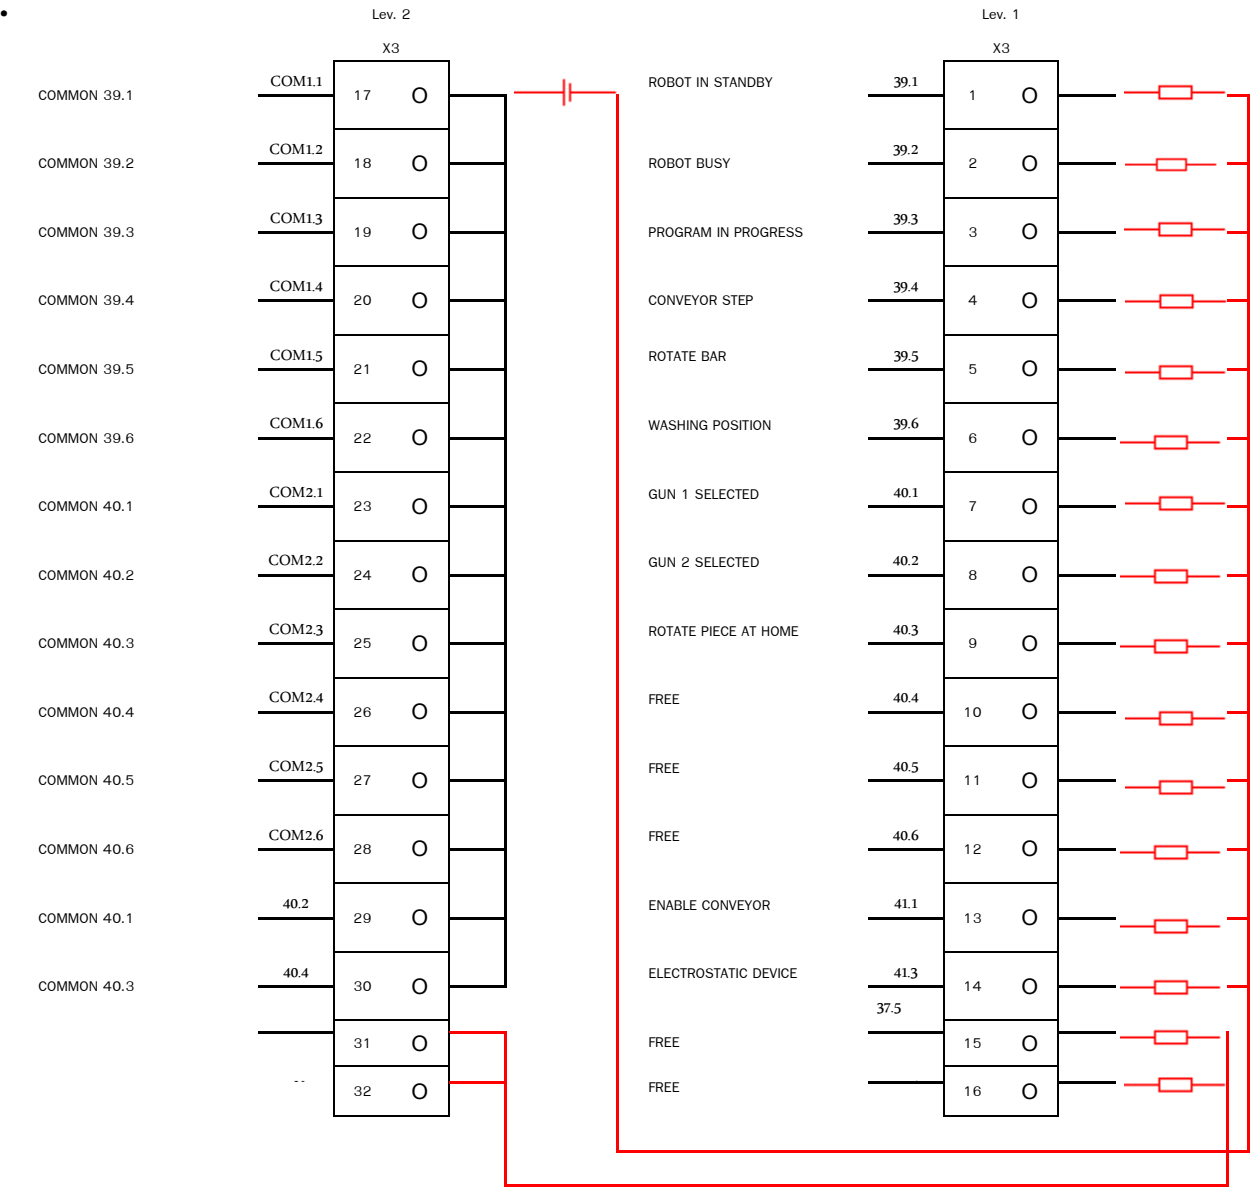 Lev. 2 Lev. 1
X3 X3
COMMON 39.1 COM1.1 17 O ROBOT IN STANDBY 39.1 1 O
COMMON 39.2 COM1.2 18 O ROBOT BUSY 39.2 2 O
COMMON 39.3 COM1.3 19 O PROGRAM IN PROGRESS 39.3 3 O
COMMON 39.4 COM1.4 20 O CONVEYOR STEP 39.4 4 O
COMMON 39.5 COM1.5 21 O ROTATE BAR 39.5 5 O
COMMON 39.6 COM1.6 22 O WASHING POSITION 39.6 6 O
COMMON 40.1 COM2.1 23 O GUN 1 SELECTED 40.1 7 O
COMMON 40.2 COM2.2 24 O GUN 2 SELECTED 40.2 8 O
COMMON 40.3 COM2.3 25 O ROTATE PIECE AT HOME 40.3 9 O
COMMON 40.4 COM2.4 26 O FREE 40.4 10 O
COMMON 40.5 COM2.5 27 O FREE 40.5 11 O
COMMON 40.6 COM2.6 28 O FREE 40.6 12 O
COMMON 40.1 40.2 29 O ENABLE CONVEYOR 41.1 13 O
COMMON 40.3 40.4 30 O ELECTROSTATIC DEVICE 41.3 14 O
37.5
31 O FREE 15 O
32 O FREE 16 O